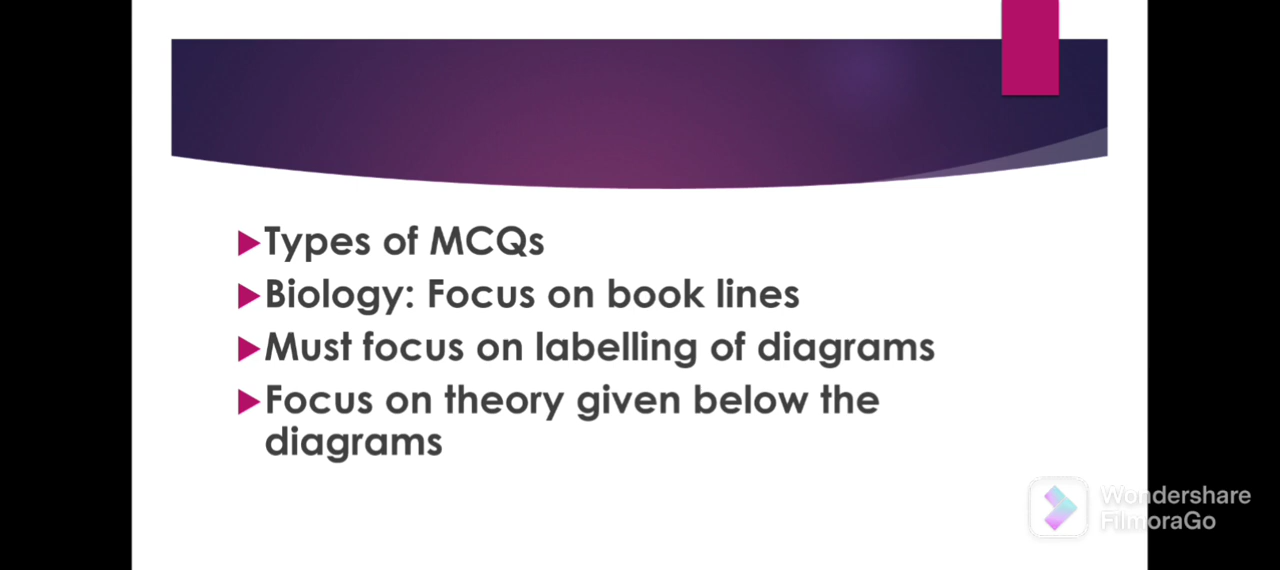 Types of MCQs
Biology: Focus on book lines
Must focus on labelling of diagrams
Focus on theory given below the
diagrams
Wondershare
FilmoraGo